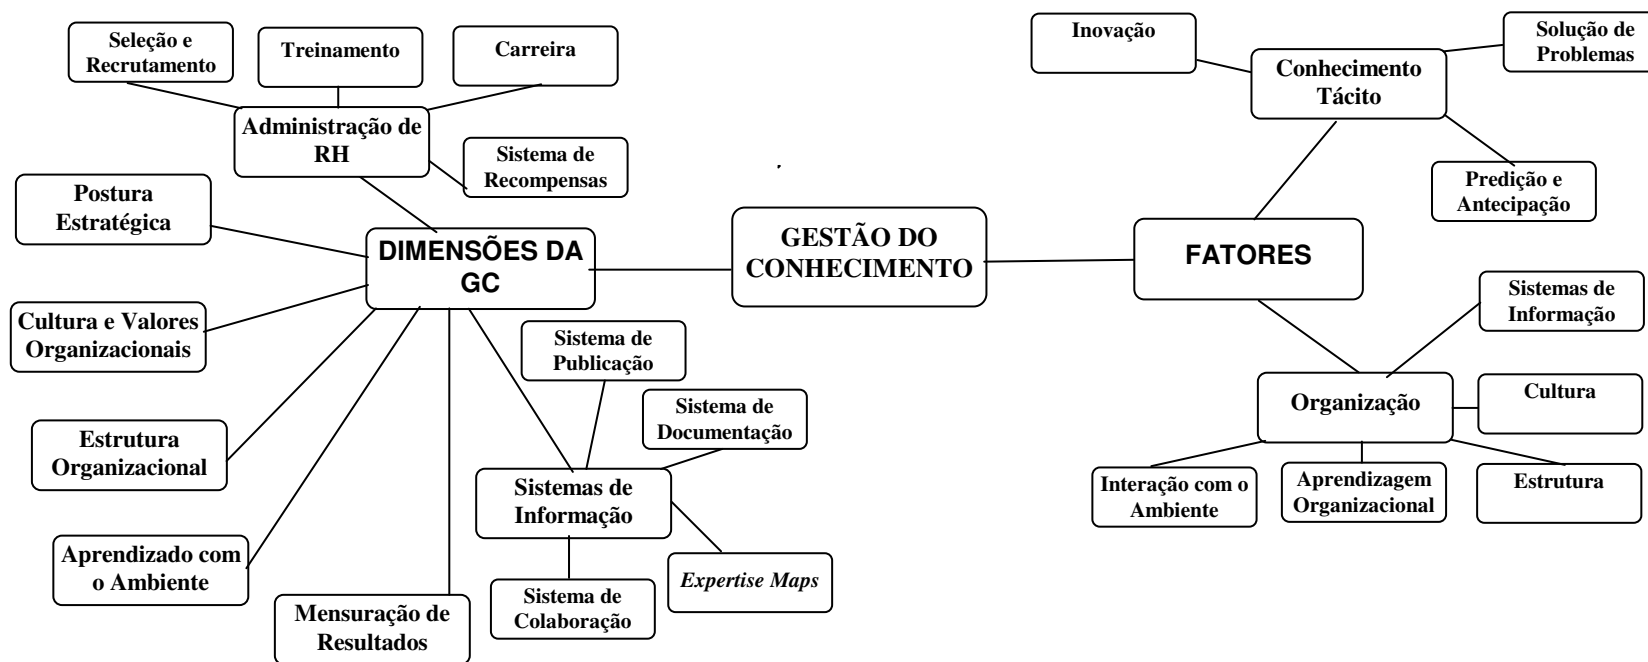 Seleção e
Recrutamento
Treinamento
Carreira
Administração de
RH
Sistema de
Recompensas
Postura
Estratégica
DIMENSÕES DA
GC
Cultura e Valores
Organizacionais
Estrutura
Organizacional
Aprendizado com
o Ambiente
Mensuração de
Resultados
Sistema de
Publicação
Sistema de
Documentação
Sistemas de
Informação
Expertise Maps
Sistema de
Colaboração
GESTÃO DO
CONHECIMENTO
FATORES
Inovação
Solução de
Problemas
Conhecimento
Tácito
Predição e
Antecipação
Sistemas de
Informação
Organização
Cultura
Interação com o
Ambiente
Aprendizagem
Organizacional
Estrutura